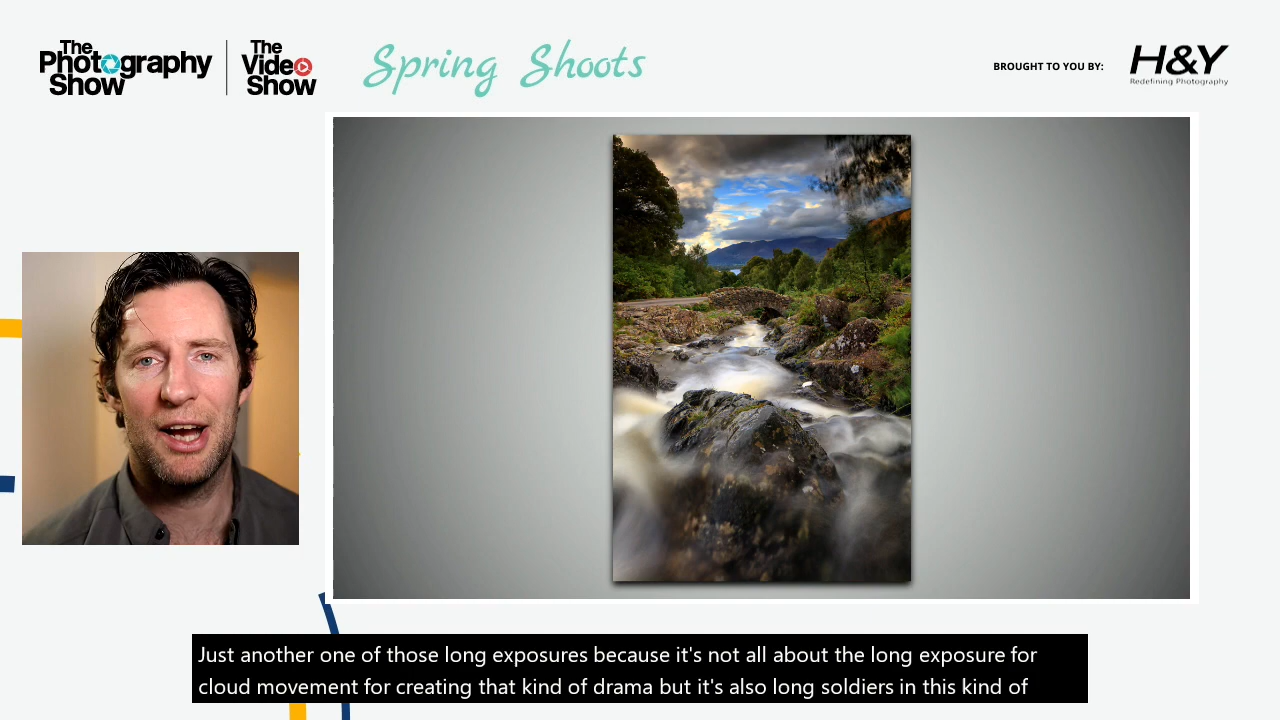 The
Photography
Show
The
Video
Show
Spring Shoots
BROUGHT TO YOU BY:
H&Y
Redefining Photography
Just another one of those long exposures because it's not all about the long exposure for
cloud movement for creating that kind of drama but it's also long soldiers in this kind of